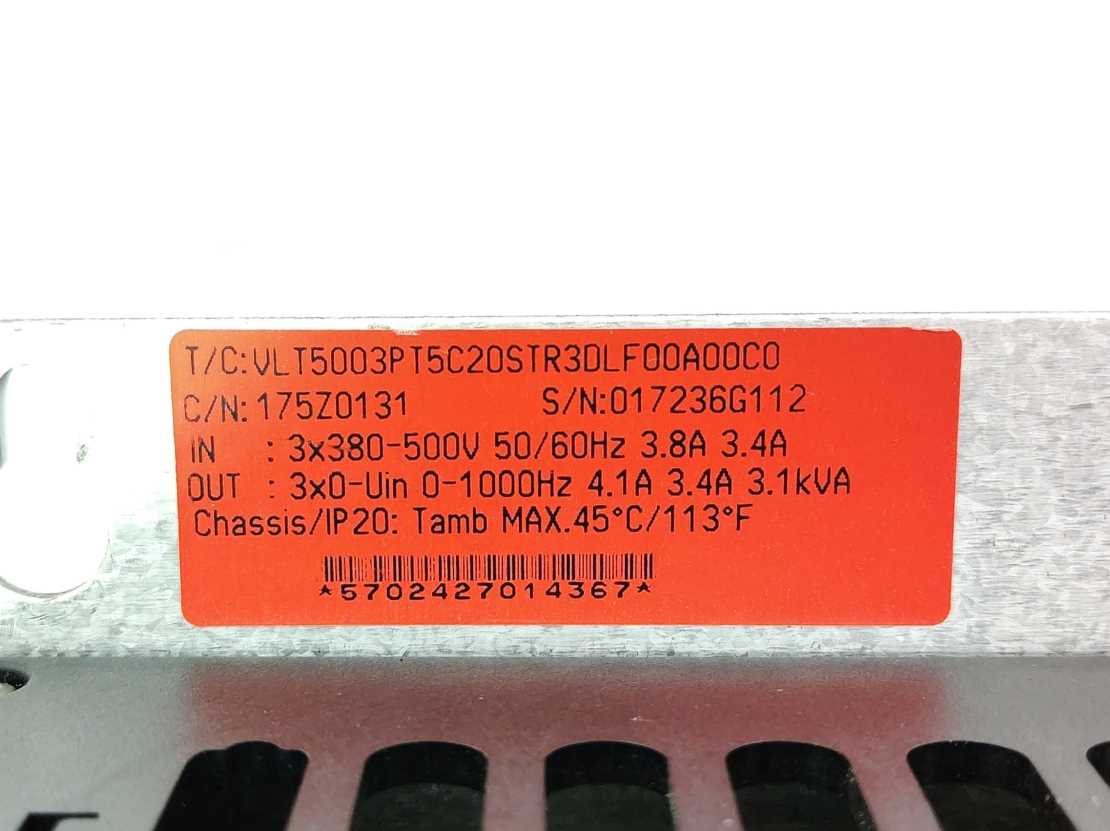 T/C:VLT5003PT5C20STR3DLF00A00C0
C/N: 175Z0131 S/N:017236G112
IN : 3x380-500V 50/60Hz 3.8A 3.4A
OUT : 3x0-Uin 0-1000Hz 4.1A 3.4A 3.1kVA
Chassis/IP20: Tamb MAX.45°C/113°F
*5702427014367*